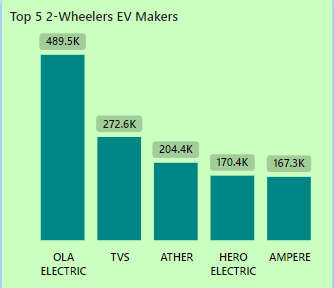 Top 5 2-Wheelers EV Makers
489.5K
272.6K
204.4K
170.4K
167.3K
OLA ELECTRIC
TVS
ATHER
HERO ELECTRIC
AMPERE